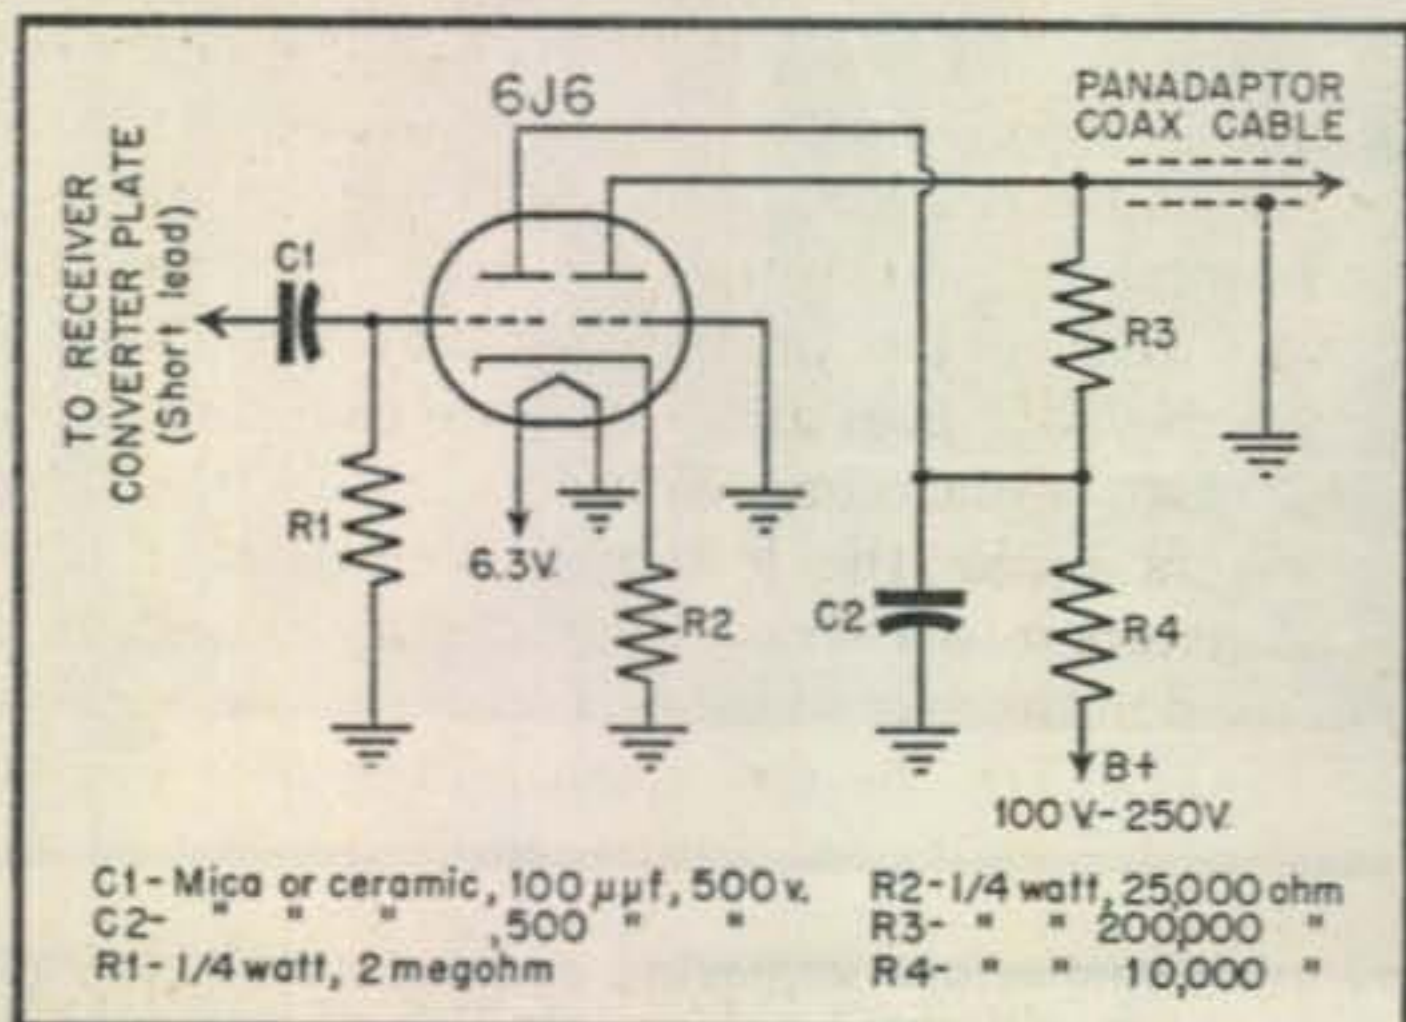 6J6
PANADAPTOR
COAX CABLE
TO RECEIVER
CONVERTER PLATE
(Short lead)
C1
R3
R1
6.3V.
R2
C2
R4
B+
100 V.-250V.
C1- Mica or ceramic, 100 µµf, 500 v.
C2- " " " ,500 " "
R1- 1/4 watt, 2 megohm
R2- 1/4 watt, 25,000 ohm
R3- " " 200,000 "
R4- " " 10,000 "